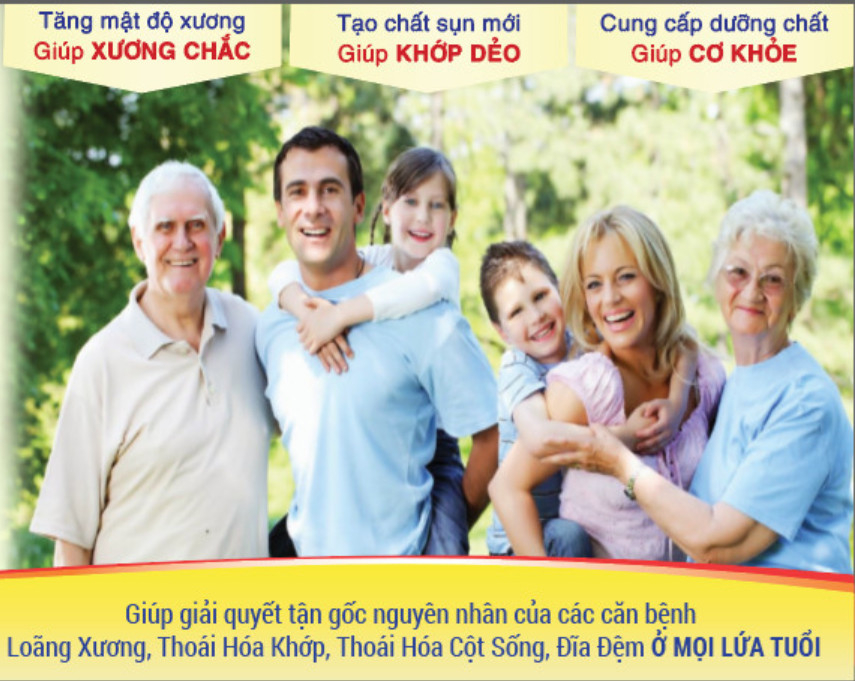 Tăng mật độ xương
Giúp XƯƠNG CHẮC
Tạo chất sụn mới
Giúp KHỚP DẺO
Cung cấp dưỡng chất
Giúp CƠ KHỎE
Giúp giải quyết tận gốc nguyên nhân của các căn bệnh
Loãng Xương, Thoái Hóa Khớp, Thoái Hóa Cột Sống, Đĩa Đệm Ở MỌI LỨA TUỔI